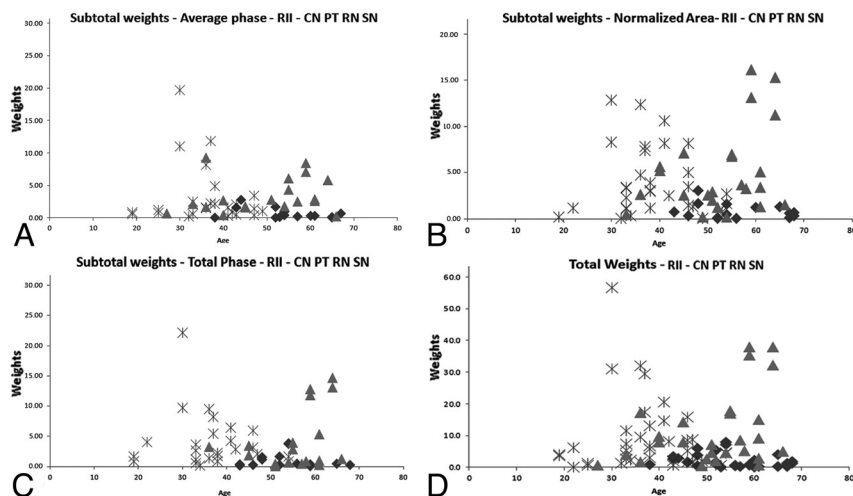 Subtotal weights - Average phase - RII - CN PT RN SN
30.00
25.00
20.00
15.00
10.00
5.00
0.00
Weights
0 10 20 30 40 50 60 70 80
Age
A
Subtotal weights - Normalized Area- RII - CN PT RN SN
20.00
15.00
10.00
5.00
0.00
Weights
0 10 20 30 40 50 60 70 80
Age
B
Subtotal weights - Total Phase - RII - CN PT RN SN
30.00
25.00
20.00
15.00
10.00
5.00
0.00
Weights
0 10 20 30 40 50 60 70 80
Age
C
Total Weights - RII - CN PT RN SN
60.0
50.0
40.0
30.0
20.0
10.0
0.0
Weights
0 10 20 30 40 50 60 70 80
Age
D